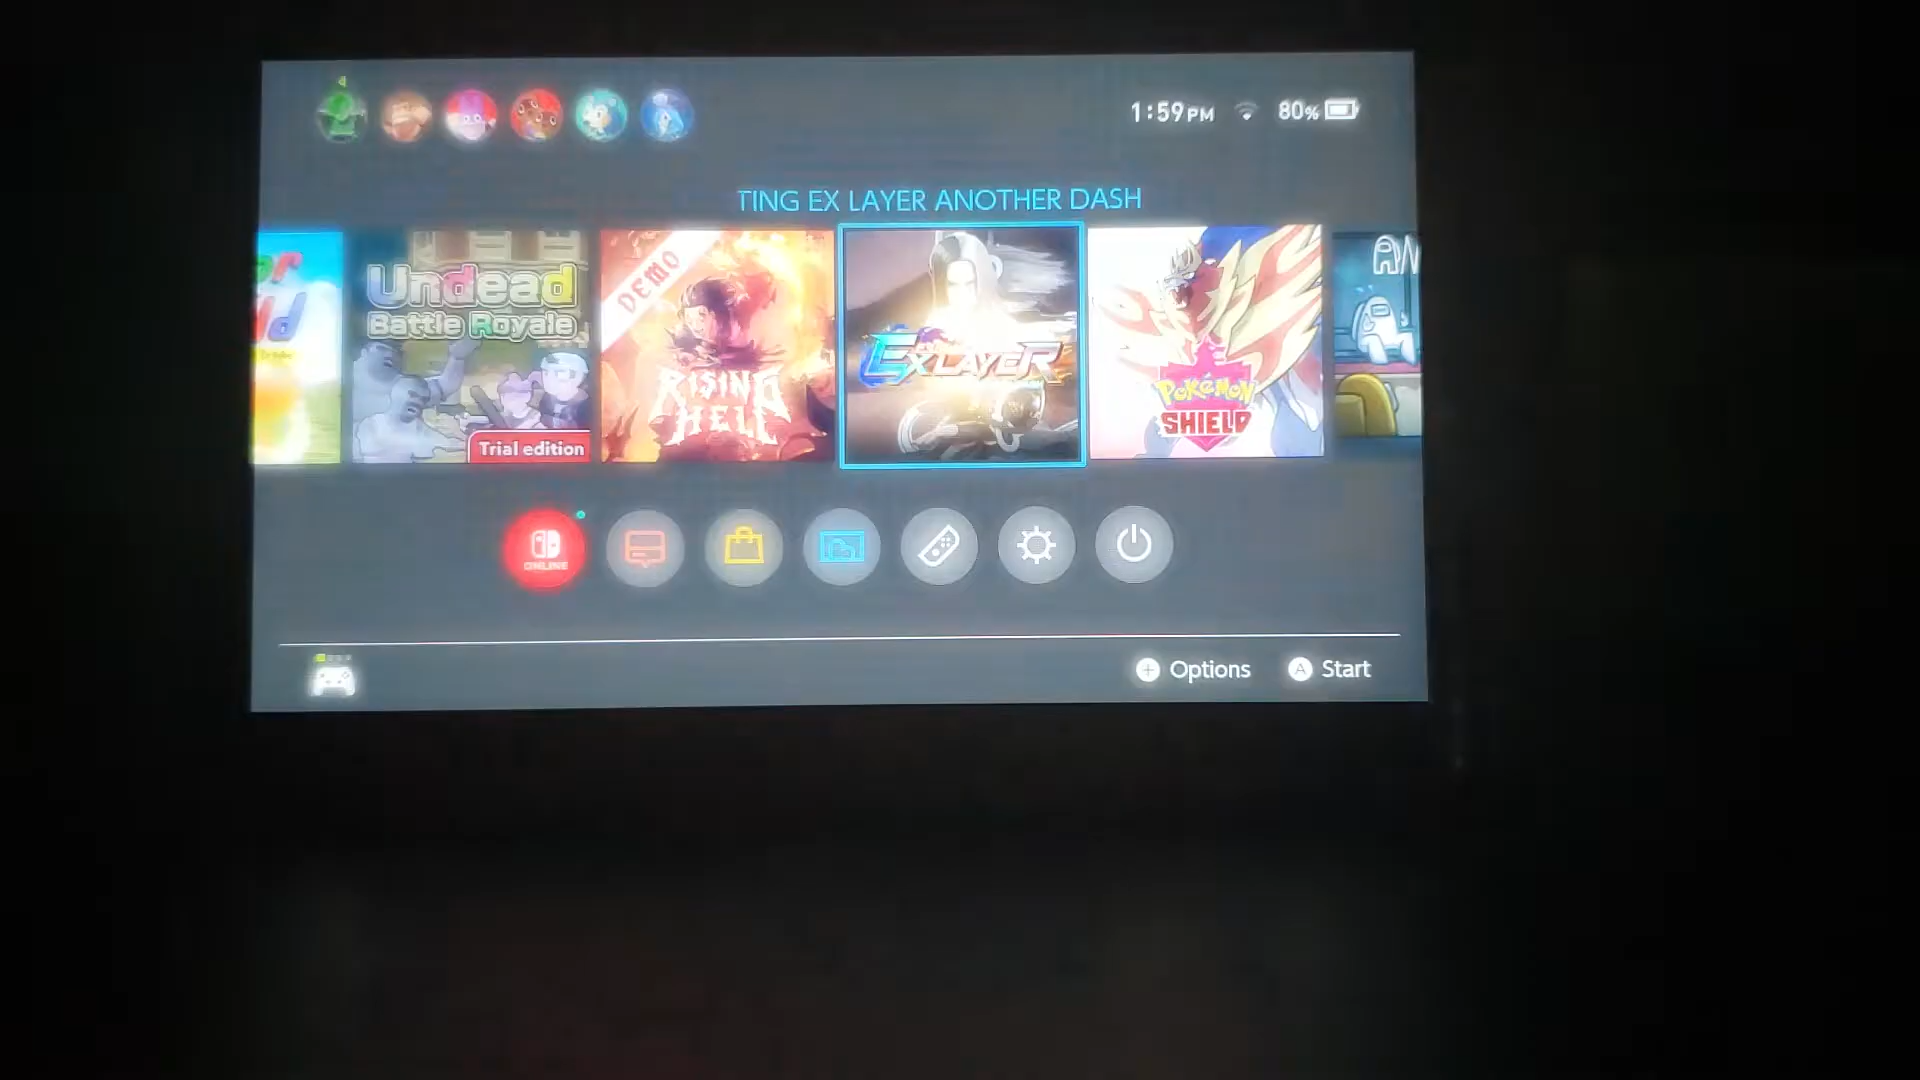 1:59PM 80%
TING EX LAYER ANOTHER DASH
Undead
Battle Royale
Trial edition
DEMO
RISING
HELL
EXLAYER
POKÉMON
SHIELD
ONLINE
+ Options
A Start